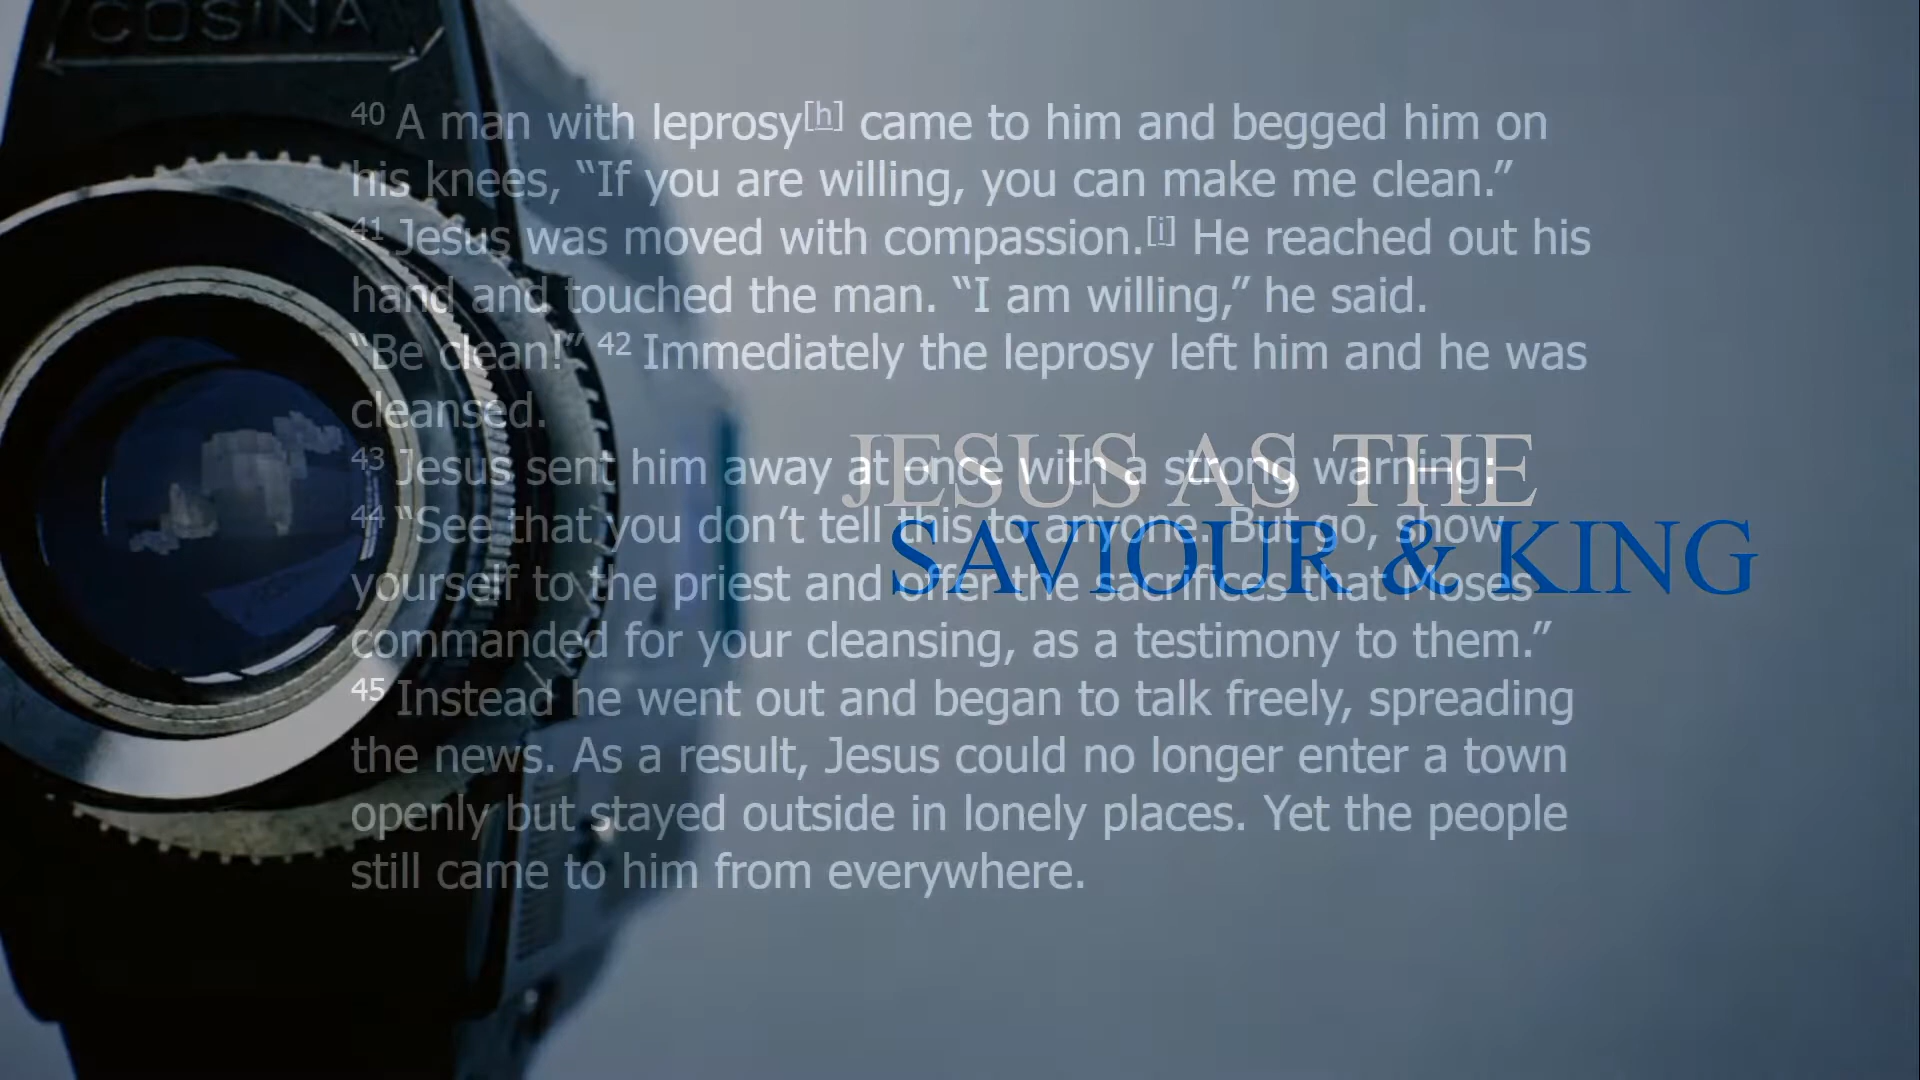 COSINA
40 A man with leprosy[h] came to him and begged him on
his knees, “If you are willing, you can make me clean.”
41 Jesus was moved with compassion.[i] He reached out his
hand and touched the man. “I am willing,” he said.
“Be clean!” 42 Immediately the leprosy left him and he was
cleansed.
43 Jesus sent him away at once with a strong warning:
44 “See that you don’t tell this to anyone. But go, show
yourself to the priest and offer the sacrifices that Moses
commanded for your cleansing, as a testimony to them.”
45 Instead he went out and began to talk freely, spreading
the news. As a result, Jesus could no longer enter a town
openly but stayed outside in lonely places. Yet the people
still came to him from everywhere.
JESUS AS THE
SAVIOUR & KING